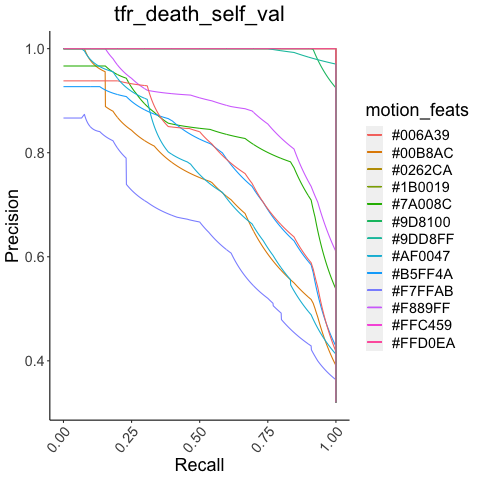 tfr_death_self_val
1.0
0.8
0.6
0.4
Precision
0.00
0.25
0.50
0.75
1.00
Recall
motion_feats
#006A39
#00B8AC
#0262CA
#1B0019
#7A008C
#9D8100
#9DD8FF
#AF0047
#B5FF4A
#F7FFAB
#F889FF
#FFC459
#FFD0EA